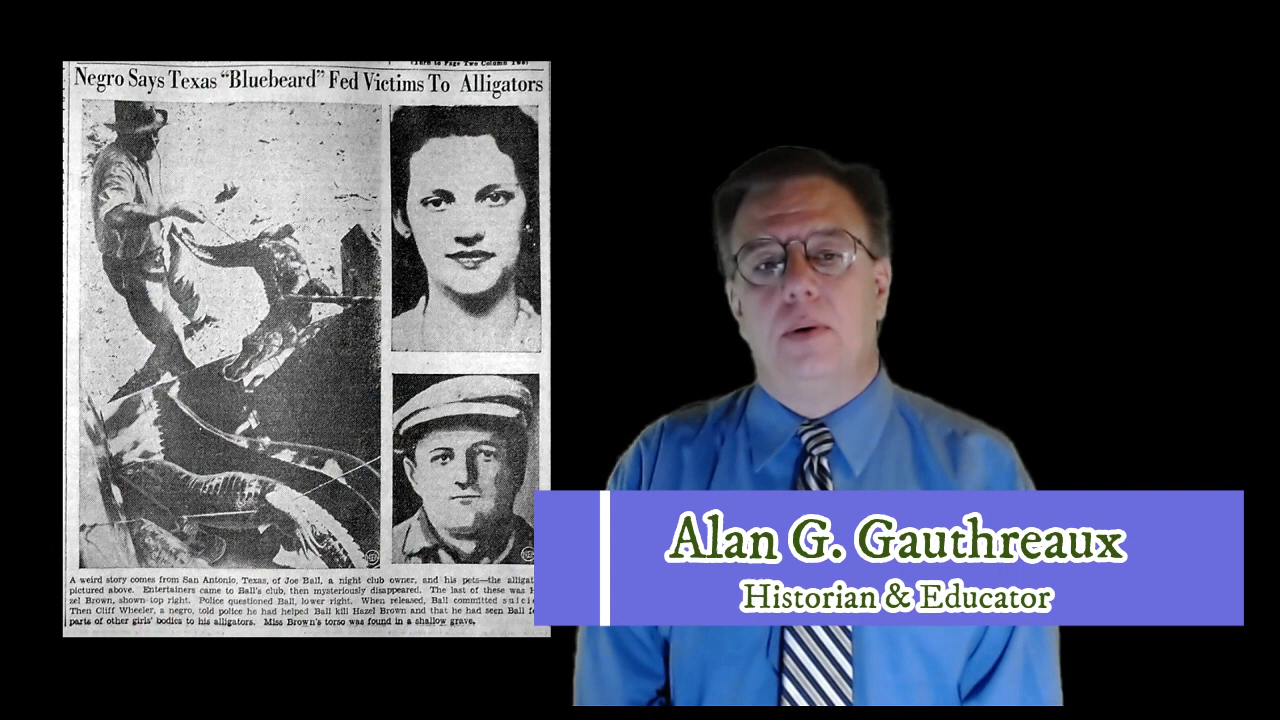 (Turn to Page Two Column Two)
Negro Says Texas “Bluebeard” Fed Victims To Alligators
A weird story comes from San Antonio, Texas, of Joe Ball, a night club owner, and his pets—the alligat
pictured above. Entertainers came to Ball's club, then mysteriously disappeared. The last of these was H
zel Brown, shown top right. Police questioned Ball, lower right. When released, Ball committed suici
Then Cliff Wheeler, a negro, told police he had helped Ball kill Hazel Brown and that he had seen Ball fe
parts of other girls' bodies to his alligators. Miss Brown's torso was found in a shallow grave.
Alan G. Gauthreaux
Historian & Educator